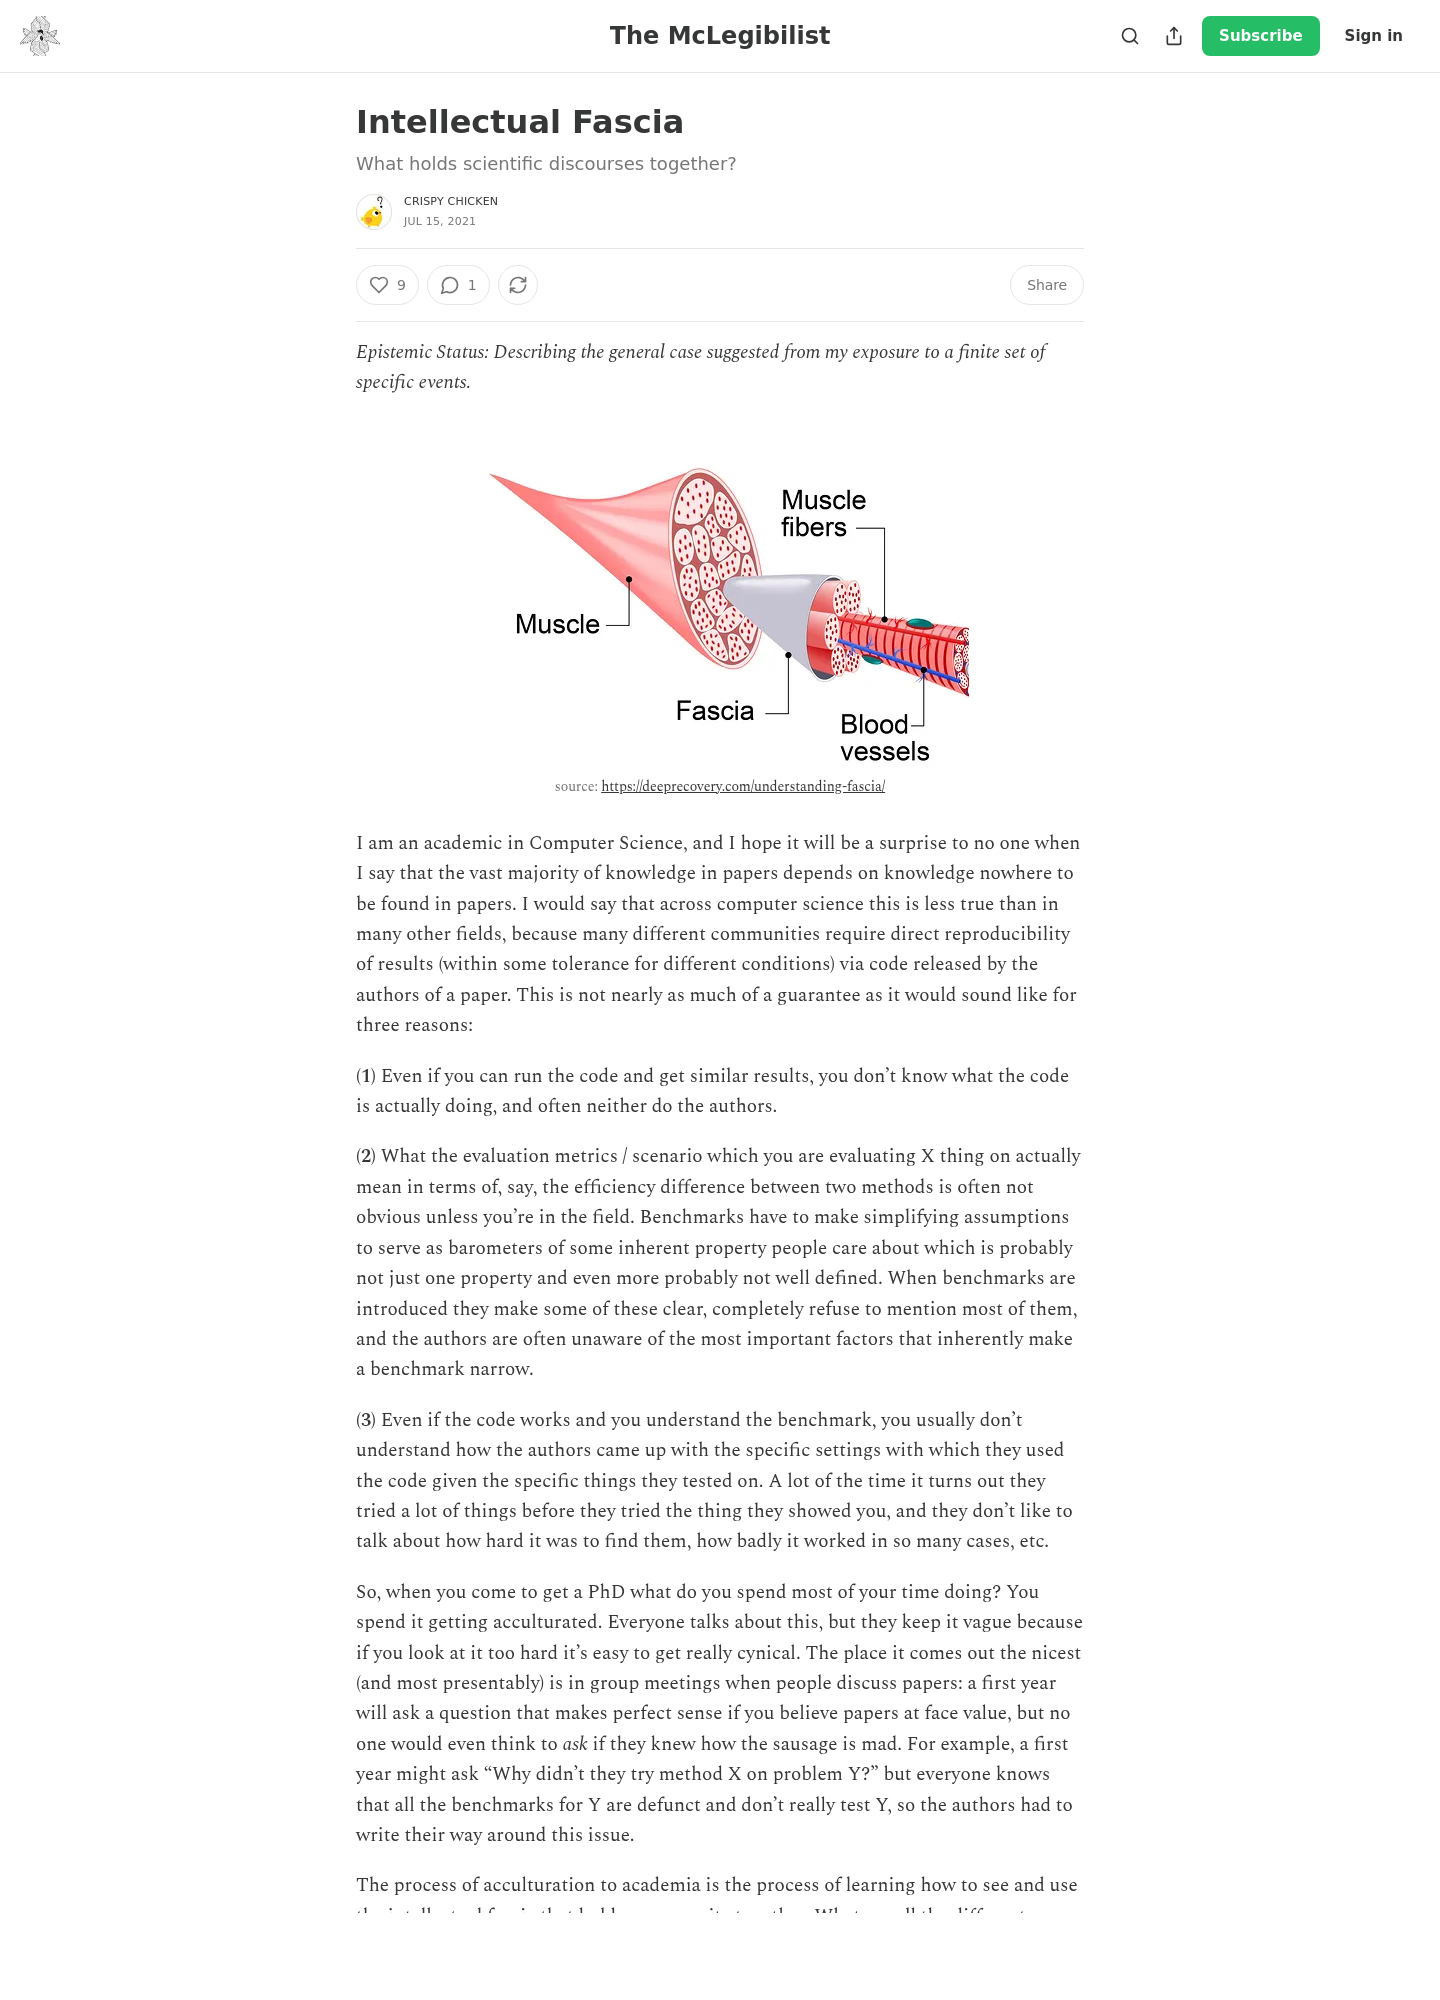 The McLegibilist
Subscribe
Sign in
Intellectual Fascia
What holds scientific discourses together?
CRISPY CHICKEN
JUL 15, 2021
9
1
Share
Epistemic Status: Describing the general case suggested from my exposure to a finite set of
specific events.
Muscle
fibers
Muscle
Fascia
Blood
vessels
source: https://deeprecovery.com/understanding-fascia/
I am an academic in Computer Science, and I hope it will be a surprise to no one when
I say that the vast majority of knowledge in papers depends on knowledge nowhere to
be found in papers. I would say that across computer science this is less true than in
many other fields, because many different communities require direct reproducibility
of results (within some tolerance for different conditions) via code released by the
authors of a paper. This is not nearly as much of a guarantee as it would sound like for
three reasons:
(1) Even if you can run the code and get similar results, you don’t know what the code
is actually doing, and often neither do the authors.
(2) What the evaluation metrics / scenario which you are evaluating X thing on actually
mean in terms of, say, the efficiency difference between two methods is often not
obvious unless you’re in the field. Benchmarks have to make simplifying assumptions
to serve as barometers of some inherent property people care about which is probably
not just one property and even more probably not well defined. When benchmarks are
introduced they make some of these clear, completely refuse to mention most of them,
and the authors are often unaware of the most important factors that inherently make
a benchmark narrow.
(3) Even if the code works and you understand the benchmark, you usually don’t
understand how the authors came up with the specific settings with which they used
the code given the specific things they tested on. A lot of the time it turns out they
tried a lot of things before they tried the thing they showed you, and they don’t like to
talk about how hard it was to find them, how badly it worked in so many cases, etc.
So, when you come to get a PhD what do you spend most of your time doing? You
spend it getting acculturated. Everyone talks about this, but they keep it vague because
if you look at it too hard it’s easy to get really cynical. The place it comes out the nicest
(and most presentably) is in group meetings when people discuss papers: a first year
will ask a question that makes perfect sense if you believe papers at face value, but no
one would even think to ask if they knew how the sausage is mad. For example, a first
year might ask “Why didn’t they try method X on problem Y?” but everyone knows
that all the benchmarks for Y are defunct and don’t really test Y, so the authors had to
write their way around this issue.
The process of acculturation to academia is the process of learning how to see and use